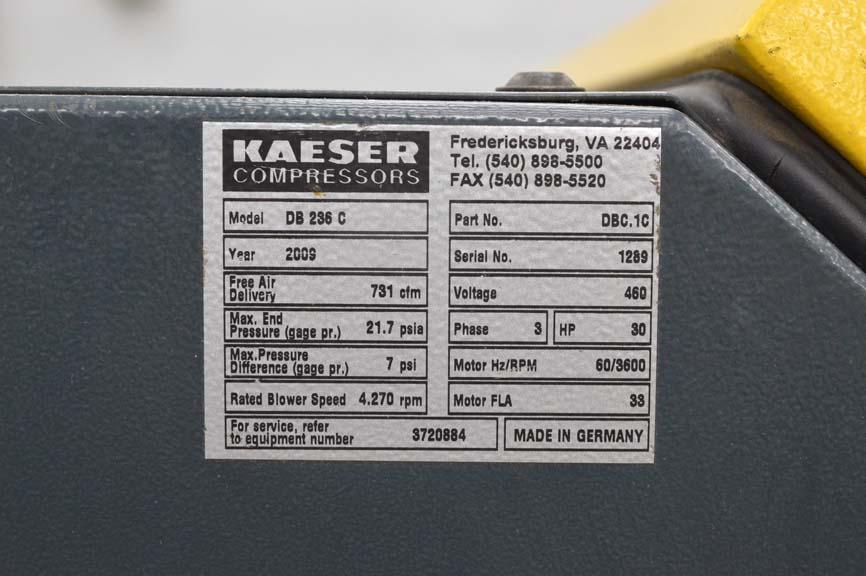 KAESER
COMPRESSORS
Fredericksburg, VA 22404
Tel. (540) 898-5500
FAX (540) 898-5520
Model DB 236 C
Part No. DBC.1C
Year 2009
Serial No. 1289
Free Air
Delivery 731 cfm
Voltage 460
Max. End
Pressure (gage pr.) 21.7 psia
Phase 3 HP 30
Max.Pressure
Difference (gage pr.) 7 psi
Motor Hz/RPM 60/3600
Rated Blower Speed 4.270 rpm
Motor FLA 33
For service, refer
to equipment number 3720884
MADE IN GERMANY